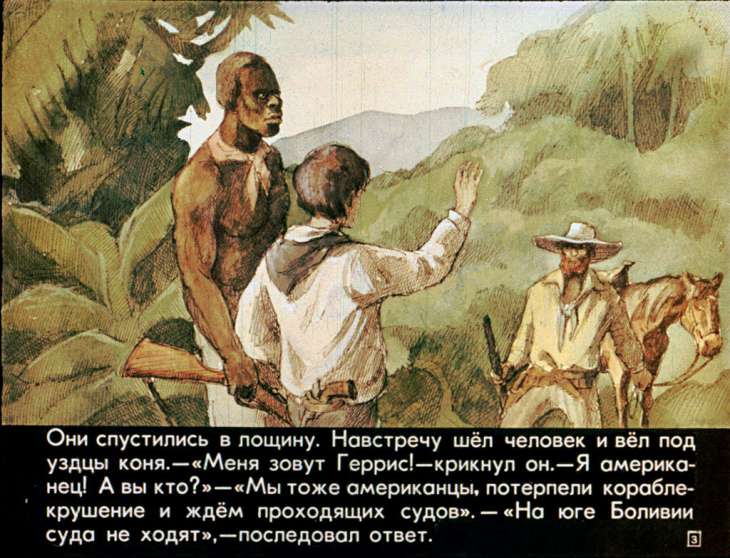 Они спустились в лощину. Навстречу шёл человек и вёл под
уздцы коня.—«Меня зовут Геррис!—крикнул он.—Я америка-
нец! А вы кто?»—«Мы тоже американцы, потерпели корабле-
крушение и ждём проходящих судов».—«На юге Боливии
суда не ходят»,—последовал ответ.
3